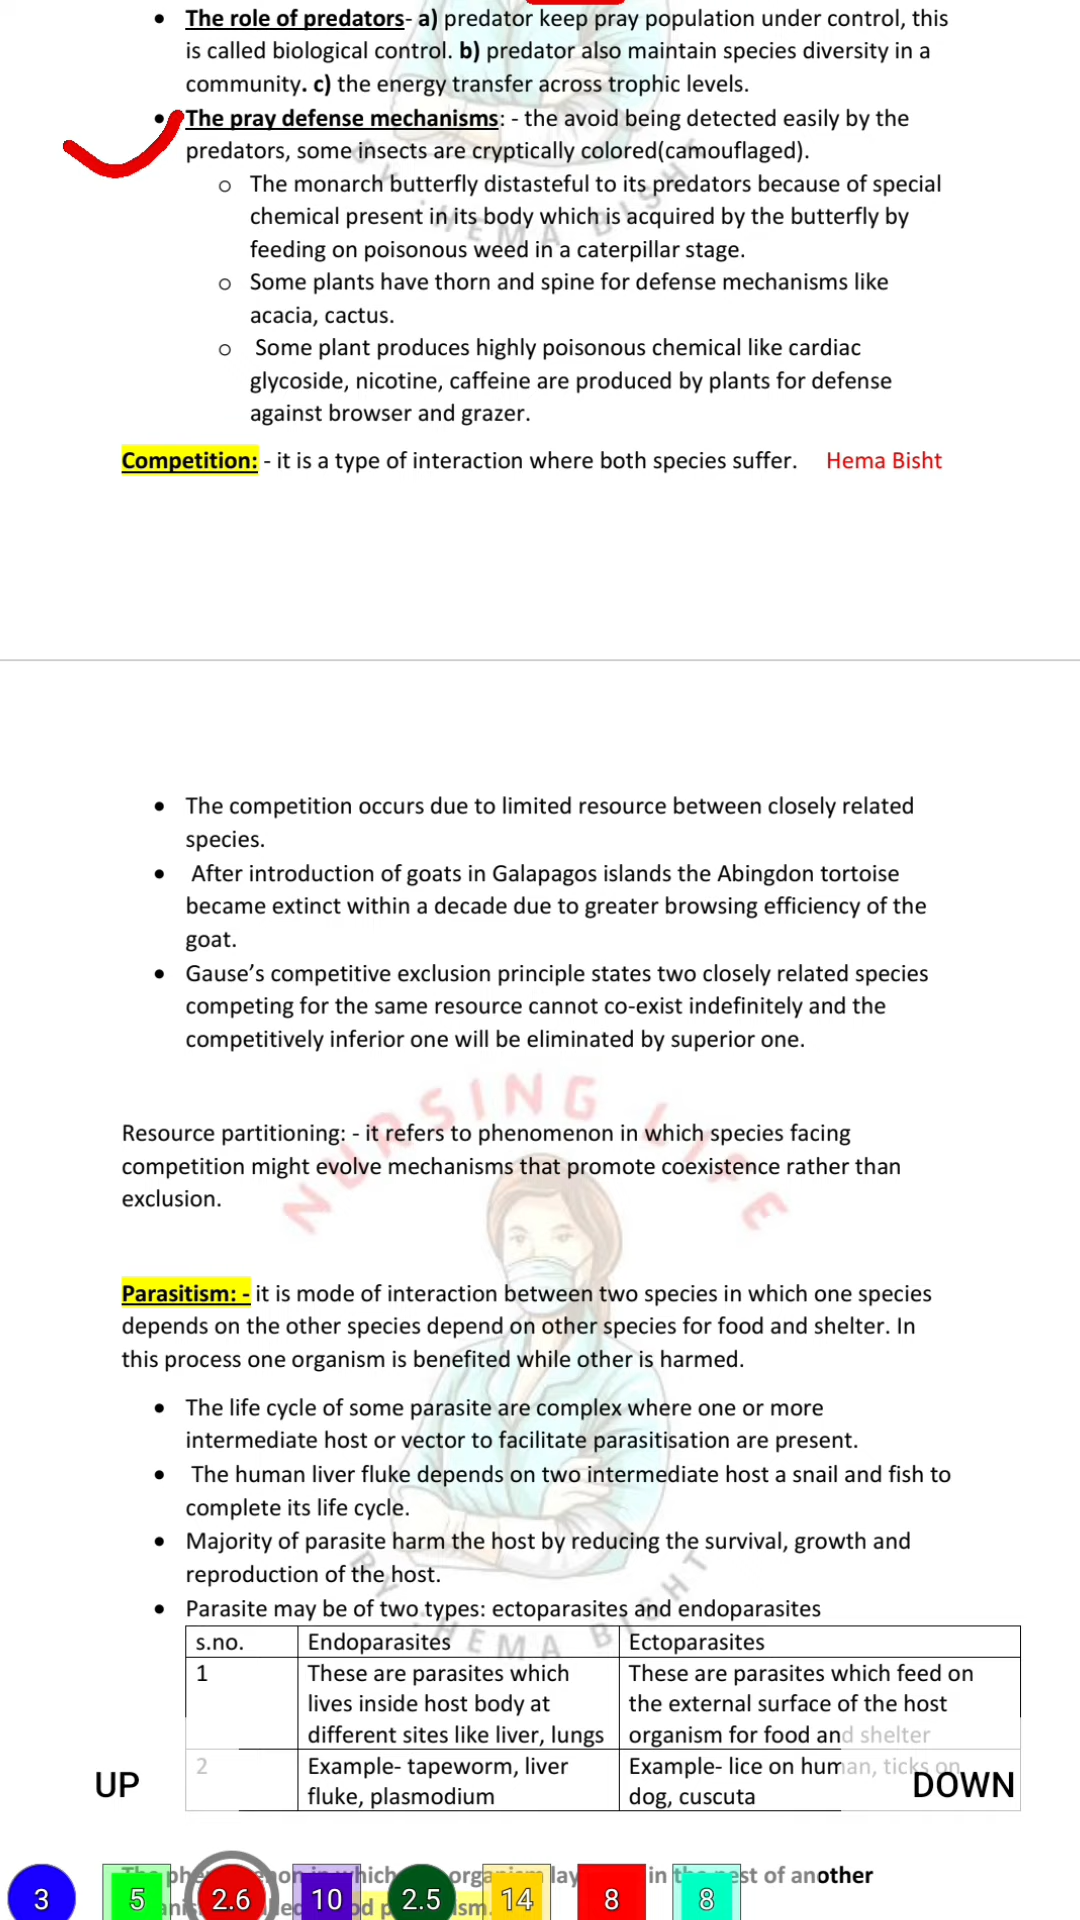 • The role of predators- a) predator keep pray population under control, this
is called biological control. b) predator also maintain species diversity in a
community. c) the energy transfer across trophic levels.
• The pray defense mechanisms: - the avoid being detected easily by the
predators, some insects are cryptically colored(camouflaged).
o The monarch butterfly distasteful to its predators because of special
chemical present in its body which is acquired by the butterfly by
feeding on poisonous weed in a caterpillar stage.
o Some plants have thorn and spine for defense mechanisms like
acacia, cactus.
o Some plant produces highly poisonous chemical like cardiac
glycoside, nicotine, caffeine are produced by plants for defense
against browser and grazer.
BY :HEMA BISHT
Competition: - it is a type of interaction where both species suffer. Hema Bisht
• The competition occurs due to limited resource between closely related
species.
• After introduction of goats in Galapagos islands the Abingdon tortoise
became extinct within a decade due to greater browsing efficiency of the
goat.
• Gause’s competitive exclusion principle states two closely related species
competing for the same resource cannot co-exist indefinitely and the
competitively inferior one will be eliminated by superior one.
NURSING LIFE
Resource partitioning: - it refers to phenomenon in which species facing
competition might evolve mechanisms that promote coexistence rather than
exclusion.
Parasitism: - it is mode of interaction between two species in which one species
depends on the other species depend on other species for food and shelter. In
this process one organism is benefited while other is harmed.
• The life cycle of some parasite are complex where one or more
intermediate host or vector to facilitate parasitisation are present.
• The human liver fluke depends on two intermediate host a snail and fish to
complete its life cycle.
• Majority of parasite harm the host by reducing the survival, growth and
reproduction of the host.
• Parasite may be of two types: ectoparasites and endoparasites
BY :HEMA BISHT
s.no. Endoparasites Ectoparasites
1 These are parasites which These are parasites which feed on
lives inside host body at the external surface of the host
different sites like liver, lungs organism for food and shelter
2 Example- tapeworm, liver Example- lice on human, ticks on
fluke, plasmodium dog, cuscuta
UP DOWN
The in of another
3 5 2.6 10 2.5 14 8 8